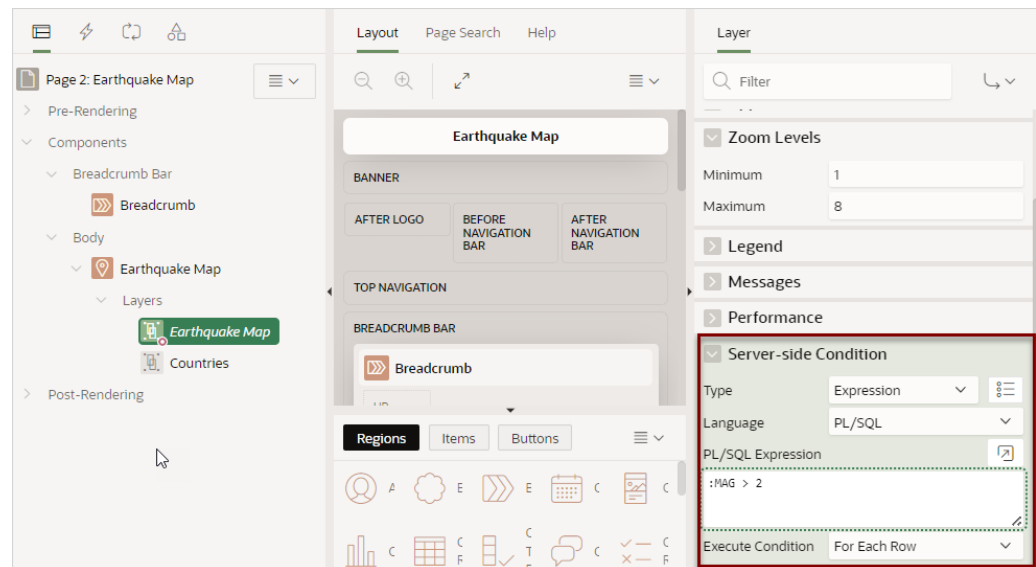 Page 2: Earthquake Map
Pre-Rendering
Components
Breadcrumb Bar
Breadcrumb
Body
Earthquake Map
Layers
Earthquake Map
Countries
Post-Rendering
Layout Page Search Help
Earthquake Map
BANNER
AFTER LOGO
BEFORE
NAVIGATION
BAR
AFTER
NAVIGATION
BAR
TOP NAVIGATION
BREADCRUMB BAR
Breadcrumb
Regions Items Buttons
A E E C C
C C
F T C C
F
Layer
Filter
Zoom Levels
Minimum 1
Maximum 8
Legend
Messages
Performance
Server-side Condition
Type Expression
Language PL/SQL
PL/SQL Expression
:MAG > 2
Execute Condition For Each Row